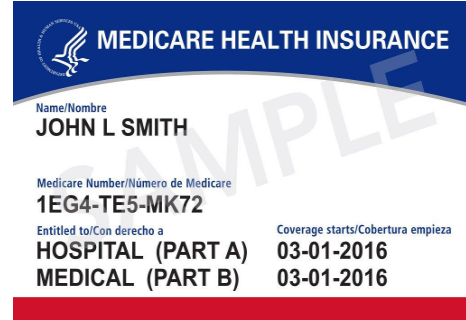 MEDICARE HEALTH INSURANCE
Name/Nombre
JOHN L SMITH
Medicare Number/Número de Medicare
1EG4-TE5-MK72
Entitled to/Con derecho a
Coverage starts/Cobertura empieza
HOSPITAL (PART A) 03-01-2016
MEDICAL (PART B) 03-01-2016
SAMPLE